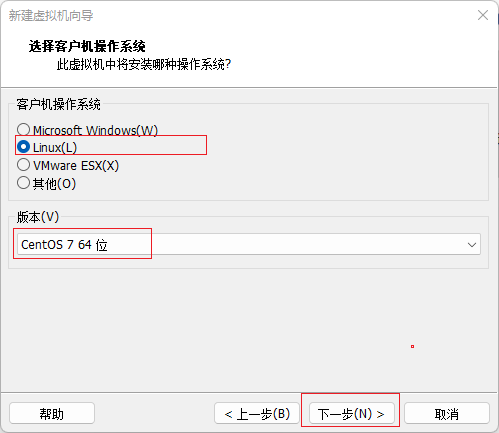 新建虚拟机向导
选择客户机操作系统
此虚拟机中将安装哪种操作系统?
客户机操作系统
Microsoft Windows(W)
Linux(L)
VMware ESX(X)
其他(O)
版本(V)
CentOS 7 64 位
。
帮助
< 上一步(B)
下一步(N) >
取消